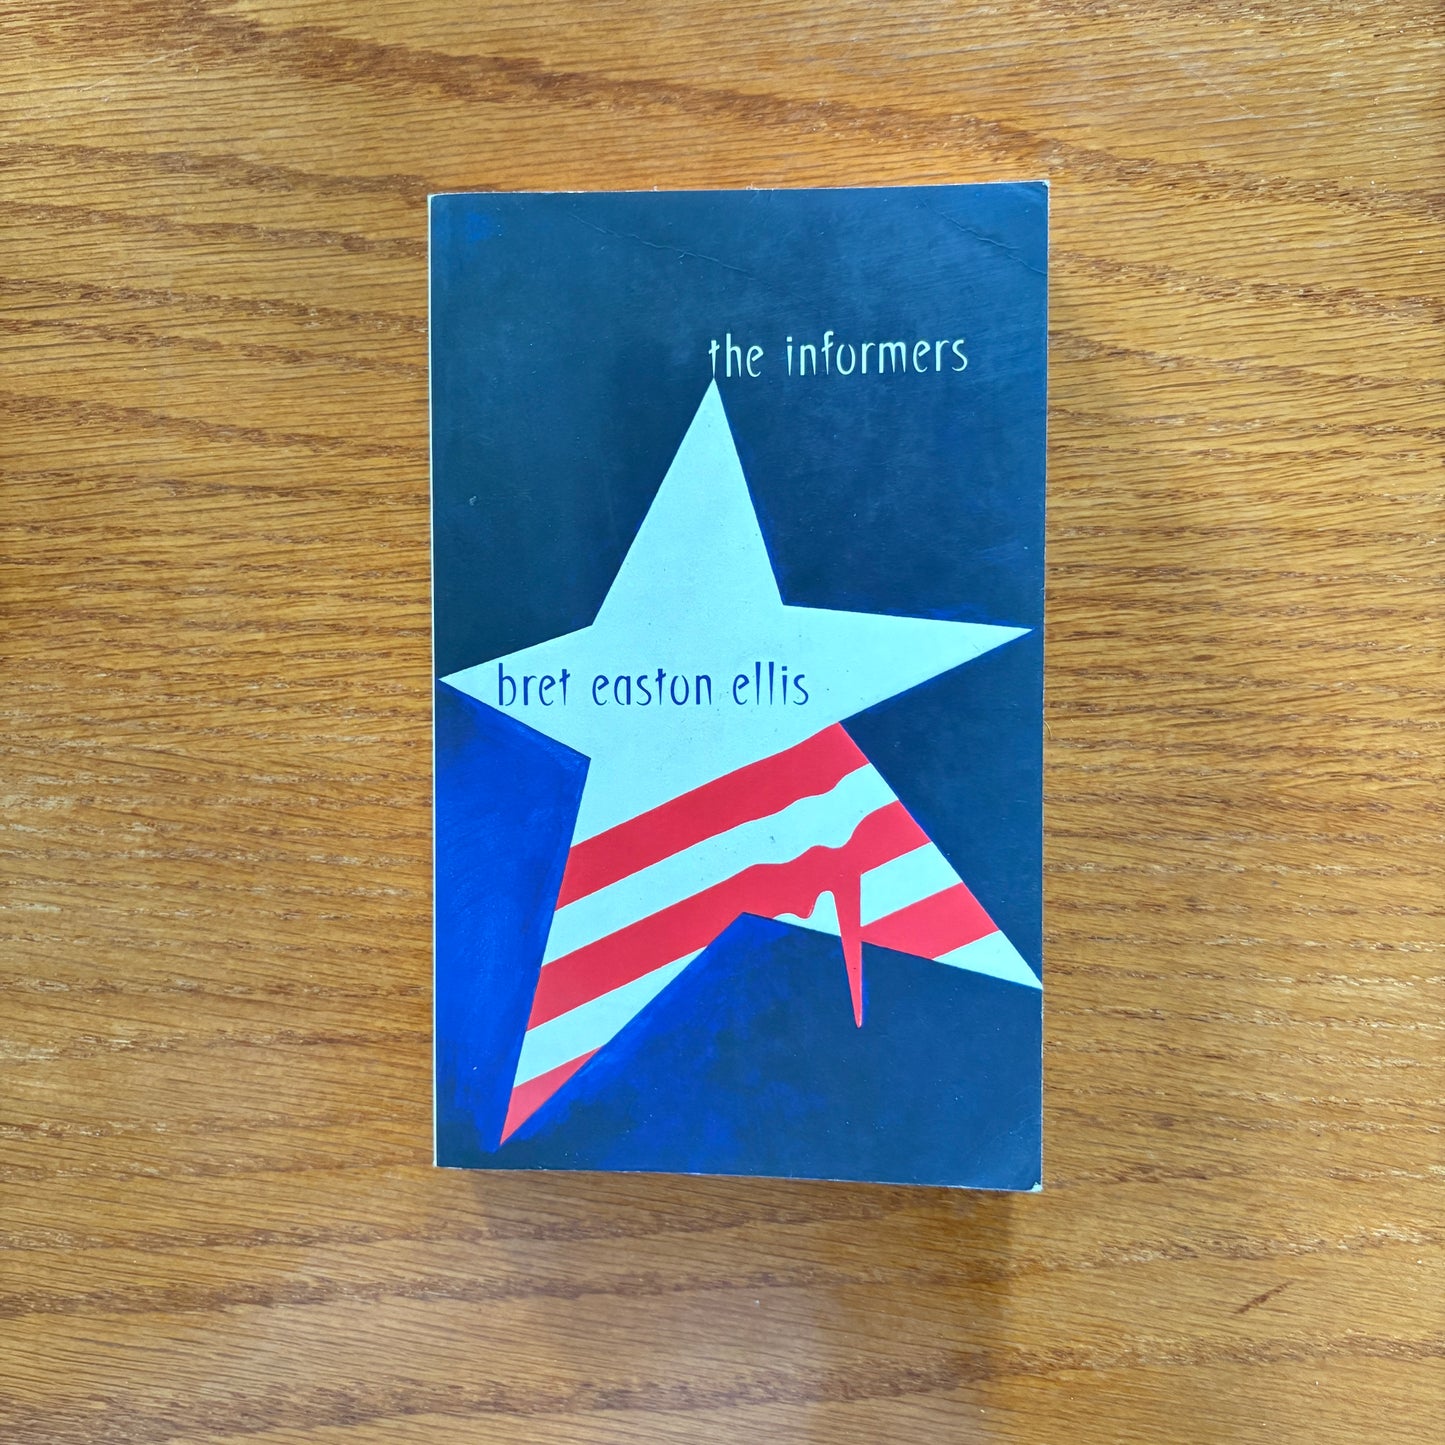 the informers
bret easton ellis